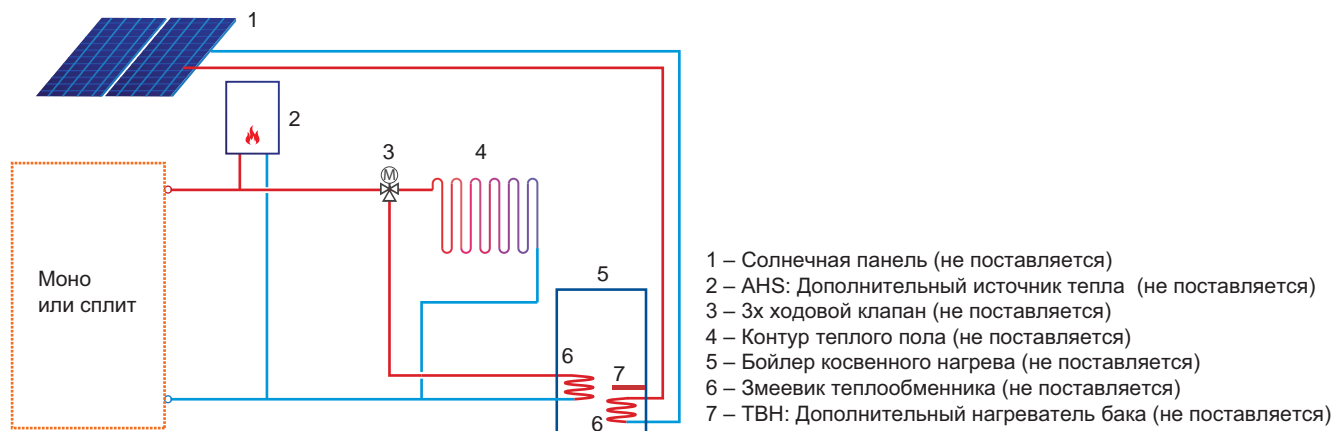 1
2
3
M
4
Моно
или сплит
5
6
7
6
1 – Солнечная панель (не поставляется)
2 – AHS: Дополнительный источник тепла (не поставляется)
3 – 3х ходовой клапан (не поставляется)
4 – Контур теплого пола (не поставляется)
5 – Бойлер косвенного нагрева (не поставляется)
6 – Змеевик теплообменника (не поставляется)
7 – TBH: Дополнительный нагреватель бака (не поставляется)